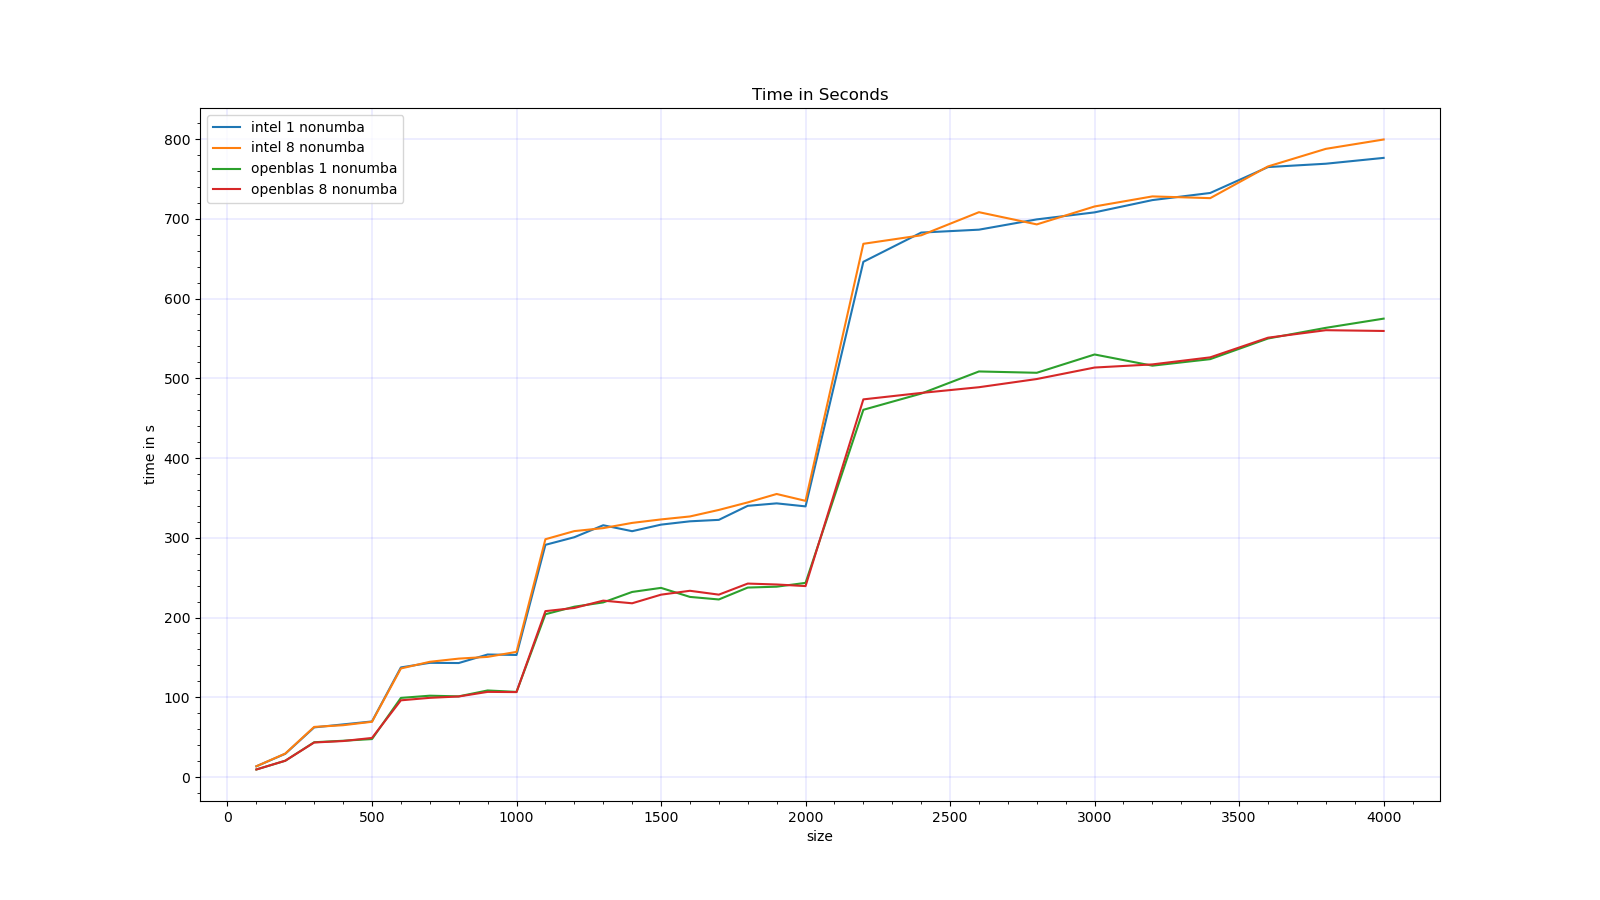 Time in Seconds
intel 1 nonumba
intel 8 nonumba
openblas 1 nonumba
openblas 8 nonumba
800
700
600
500
400
300
200
100
0
time in s
0 500 1000 1500 2000 2500 3000 3500 4000
size